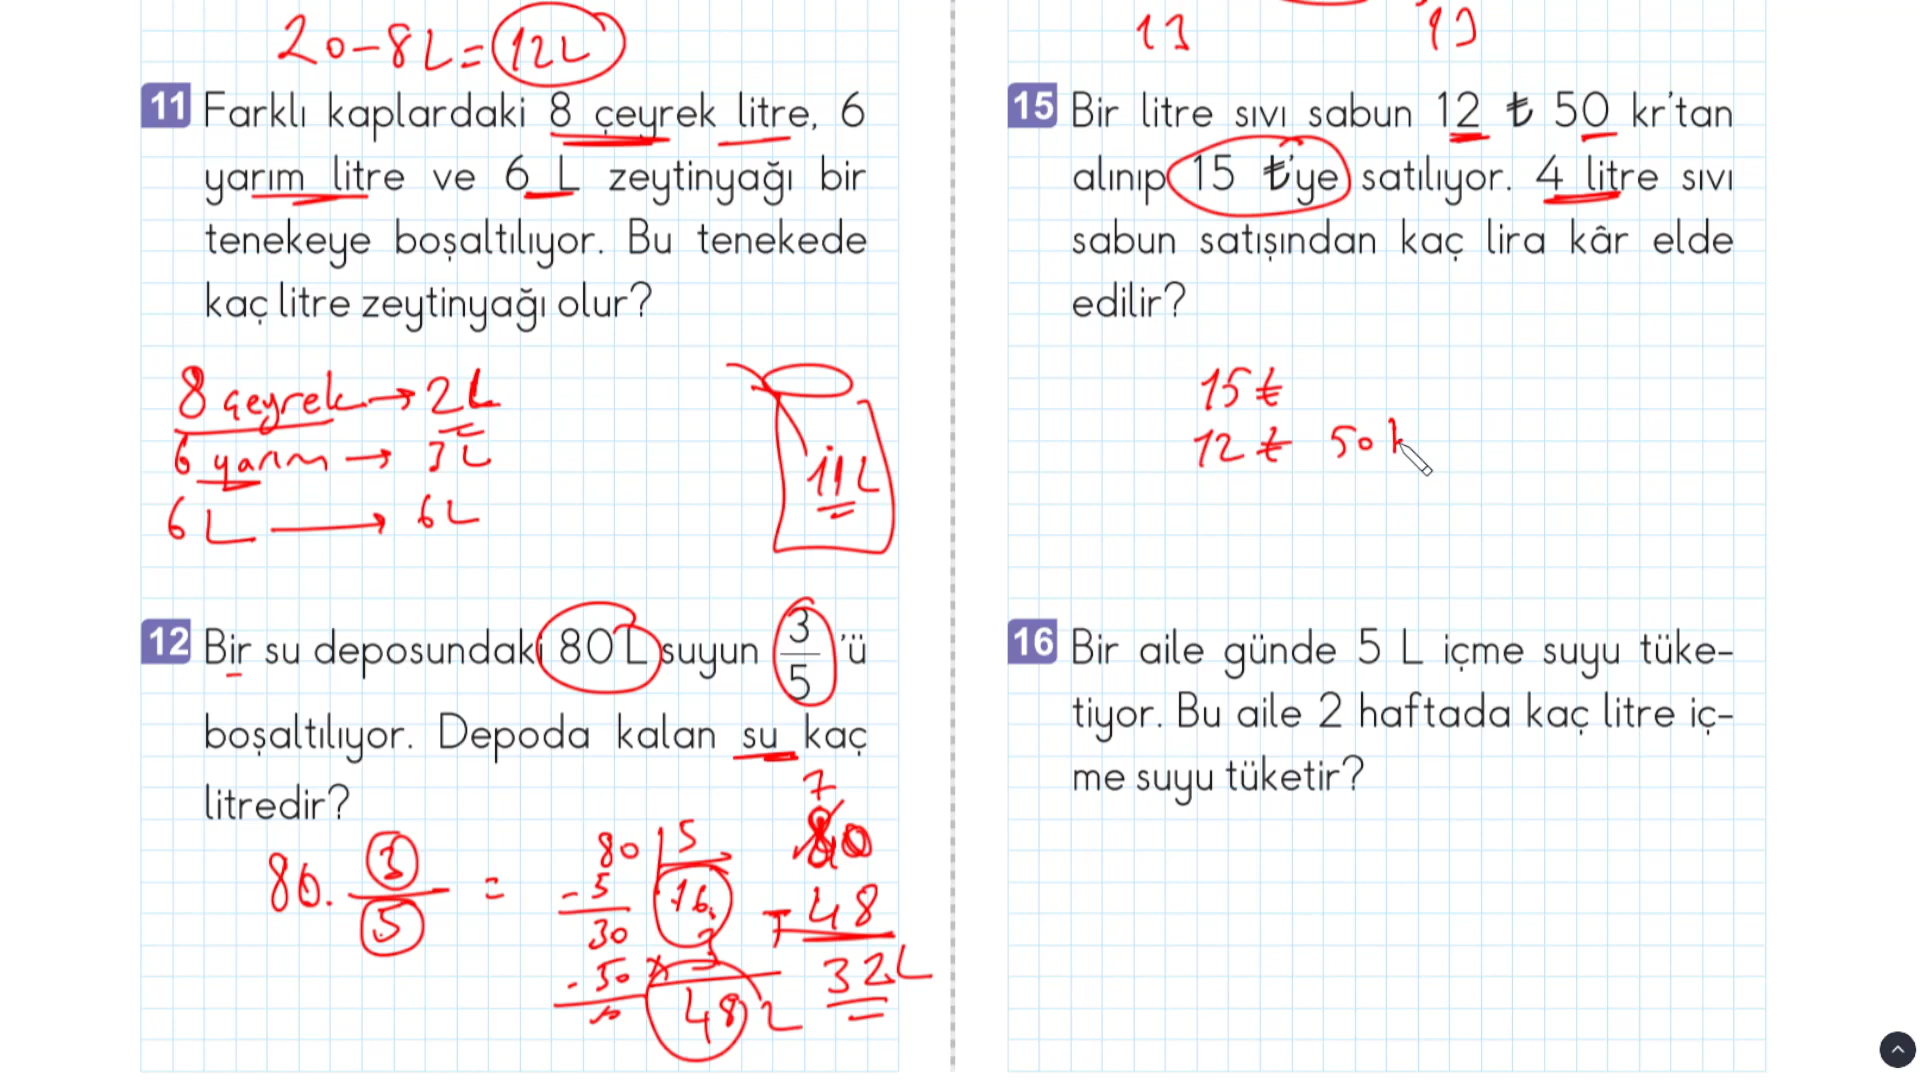 20-8L=12L
11 Farklı kaplardaki 8 çeyrek litre, 6
yarım litre ve 6 L zeytinyağı bir
tenekeye boşaltılıyor. Bu tenekede
kaç litre zeytinyağı olur?
8 çeyrek → 2L
6 yarım → 3L
6L → 6L
11L
12 Bir su deposundaki 80 L suyun 3/5 'ü
boşaltılıyor. Depoda kalan su kaç
litredir?
80. 3/5 =
80 5
-5 16
30 x 3
-30 48L
7
80
-48
32L
13 13
15 Bir litre sıvı sabun 12 ₺ 50 kr'tan
alınıp 15 ₺'ye satılıyor. 4 litre sıvı
sabun satışından kaç lira kâr elde
edilir?
15 ₺
12 ₺ 50 k
16 Bir aile günde 5 L içme suyu tüke-
tiyor. Bu aile 2 haftada kaç litre iç-
me suyu tüketir?